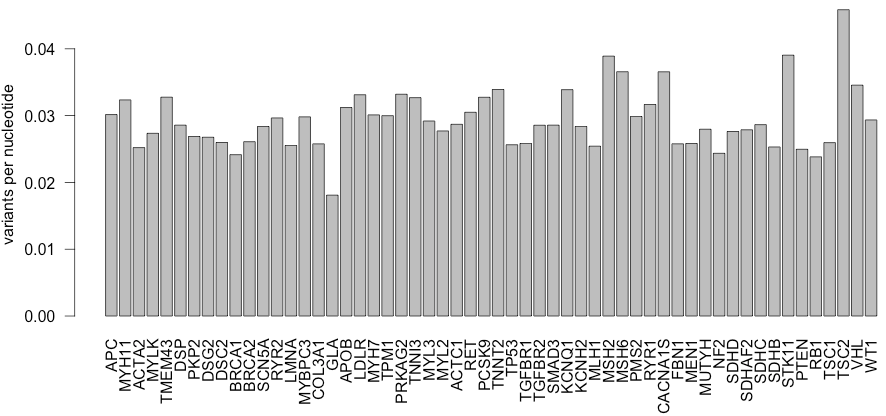 variants per nucleotide
0.04
0.03
0.02
0.01
0.00
APC
MYH11
ACTA2
MYLK
TMEM43
DSP
PKP2
DSG2
DSC2
BRCA1
BRCA2
SCN5A
RYR2
LMNA
MYBPC3
COL3A1
GLA
APOB
LDLR
MYH7
TPM1
PRKAG2
TNNI3
MYL3
MYL2
ACTC1
RET
PCSK9
TNNT2
TP53
TGFBR1
TGFBR2
SMAD3
KCNQ1
KCNH2
MLH1
MSH2
MSH6
PMS2
RYR1
CACNA1S
FBN1
MEN1
MUTYH
NF2
SDHD
SDHAF2
SDHC
SDHB
STK11
PTEN
RB1
TSC1
TSC2
VHL
WT1